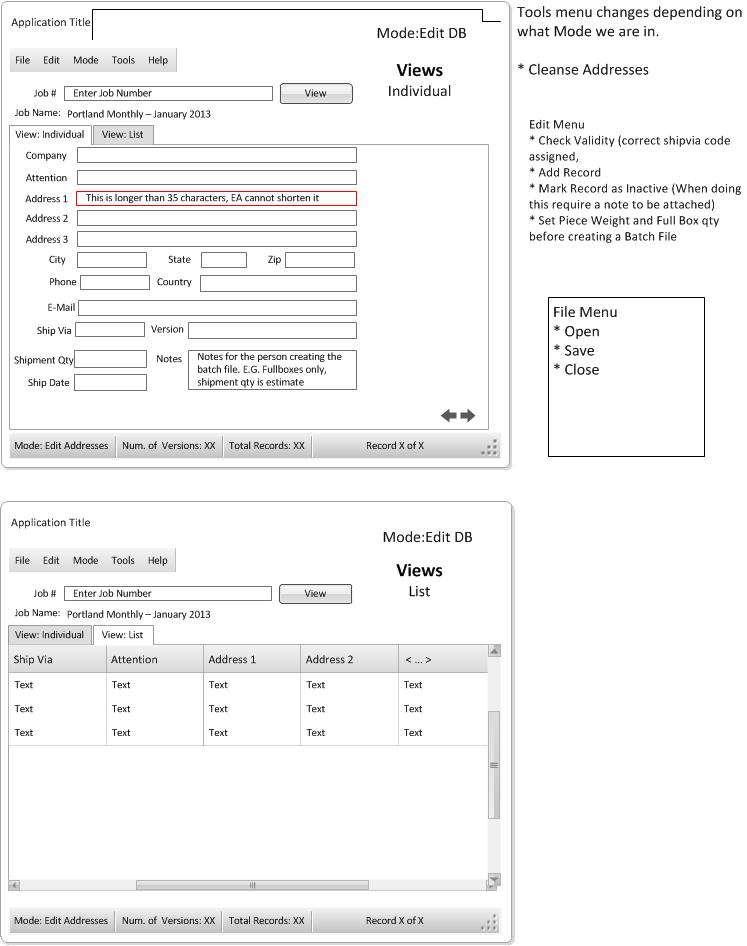 Application Title
Mode:Edit DB
File Edit Mode Tools Help
Views
Individual
Job # Enter Job Number View
Job Name: Portland Monthly – January 2013
View: Individual View: List
Company
Attention
Address 1 This is longer than 35 characters, EA cannot shorten it
Address 2
Address 3
City State Zip
Phone Country
E-Mail
Ship Via Version
Shipment Qty Notes Notes for the person creating the
batch file. E.G. Fullboxes only,
shipment qty is estimate
Ship Date
Mode: Edit Addresses Num. of Versions: XX Total Records: XX Record X of X
Tools menu changes depending on
what Mode we are in.
* Cleanse Addresses
Edit Menu
* Check Validity (correct shipvia code
assigned,
* Add Record
* Mark Record as Inactive (When doing
this require a note to be attached)
* Set Piece Weight and Full Box qty
before creating a Batch File
File Menu
* Open
* Save
* Close
Application Title
Mode:Edit DB
File Edit Mode Tools Help
Views
List
Job # Enter Job Number View
Job Name: Portland Monthly – January 2013
View: Individual View: List
Ship Via Attention Address 1 Address 2 < ... >
Text Text Text Text Text
Text Text Text Text Text
Text Text Text Text Text
Mode: Edit Addresses Num. of Versions: XX Total Records: XX Record X of X